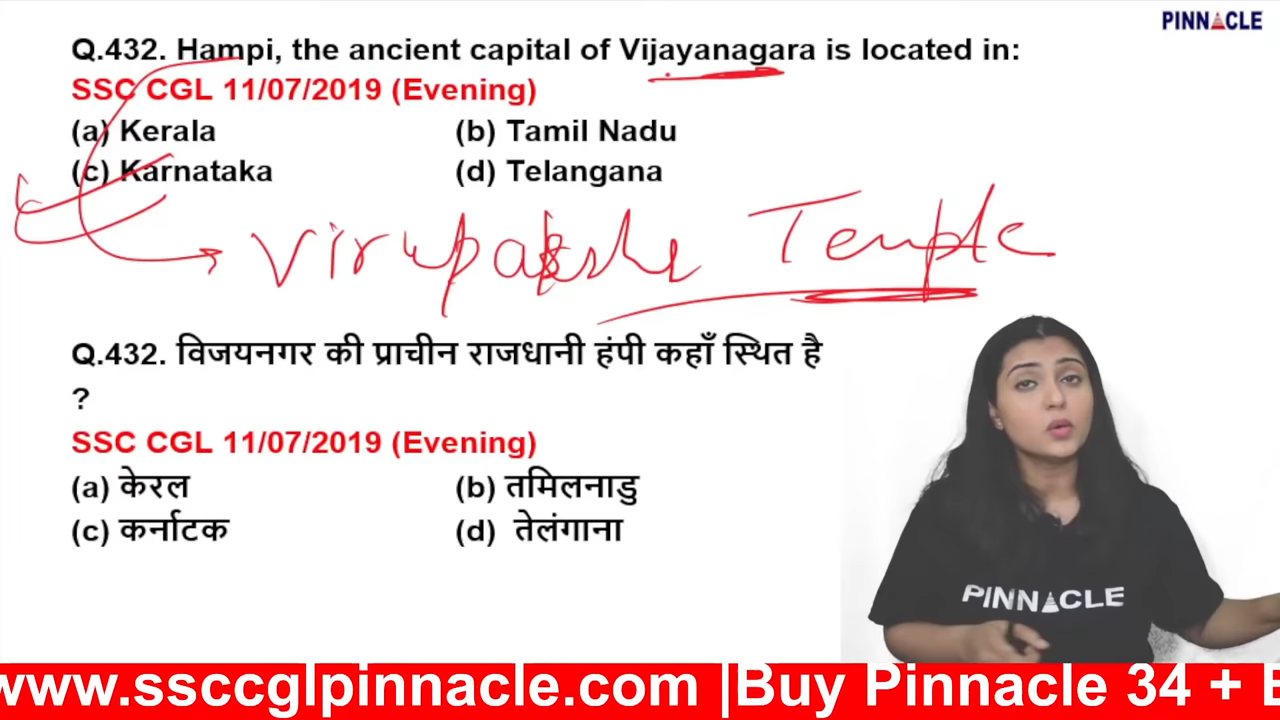 PINNACLE
Q.432. Hampi, the ancient capital of Vijayanagara is located in:
SSC CGL 11/07/2019 (Evening)
(a) Kerala (b) Tamil Nadu
(c) Karnataka (d) Telangana
Virupaksha Temple
Q.432. विजयनगर की प्राचीन राजधानी हंपी कहाँ स्थित है
?
SSC CGL 11/07/2019 (Evening)
(a) केरल (b) तमिलनाडु
(c) कर्नाटक (d) तेलंगाना
PINNACLE
www.ssccglpinnacle.com |Buy Pinnacle 34 + E